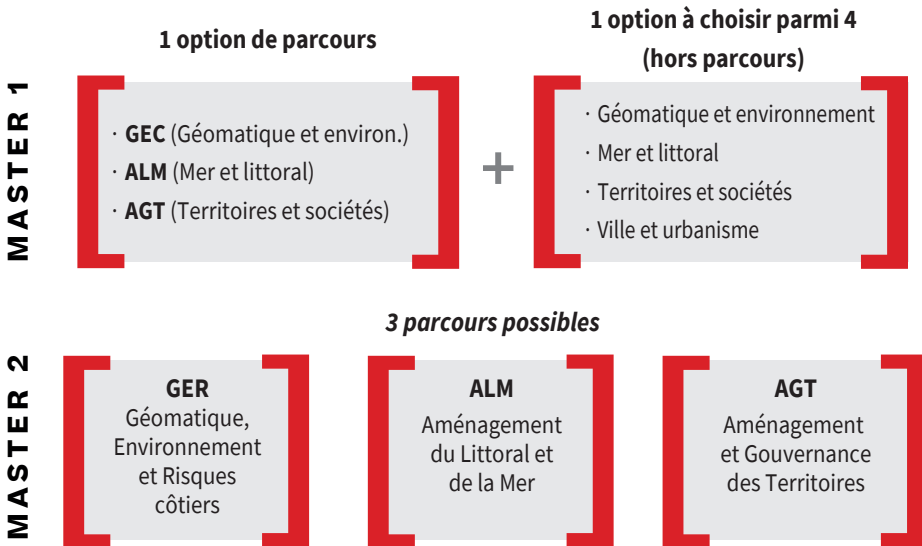 MASTER 1
1 option de parcours
· GEC (Géomatique et environ.)
· ALM (Mer et littoral)
· AGT (Territoires et sociétés)
+
1 option à choisir parmi 4
(hors parcours)
· Géomatique et environnement
· Mer et littoral
· Territoires et sociétés
· Ville et urbanisme
MASTER 2
3 parcours possibles
GER
Géomatique,
Environnement
et Risques
côtiers
ALM
Aménagement
du Littoral et
de la Mer
AGT
Aménagement
et Gouvernance
des Territoires